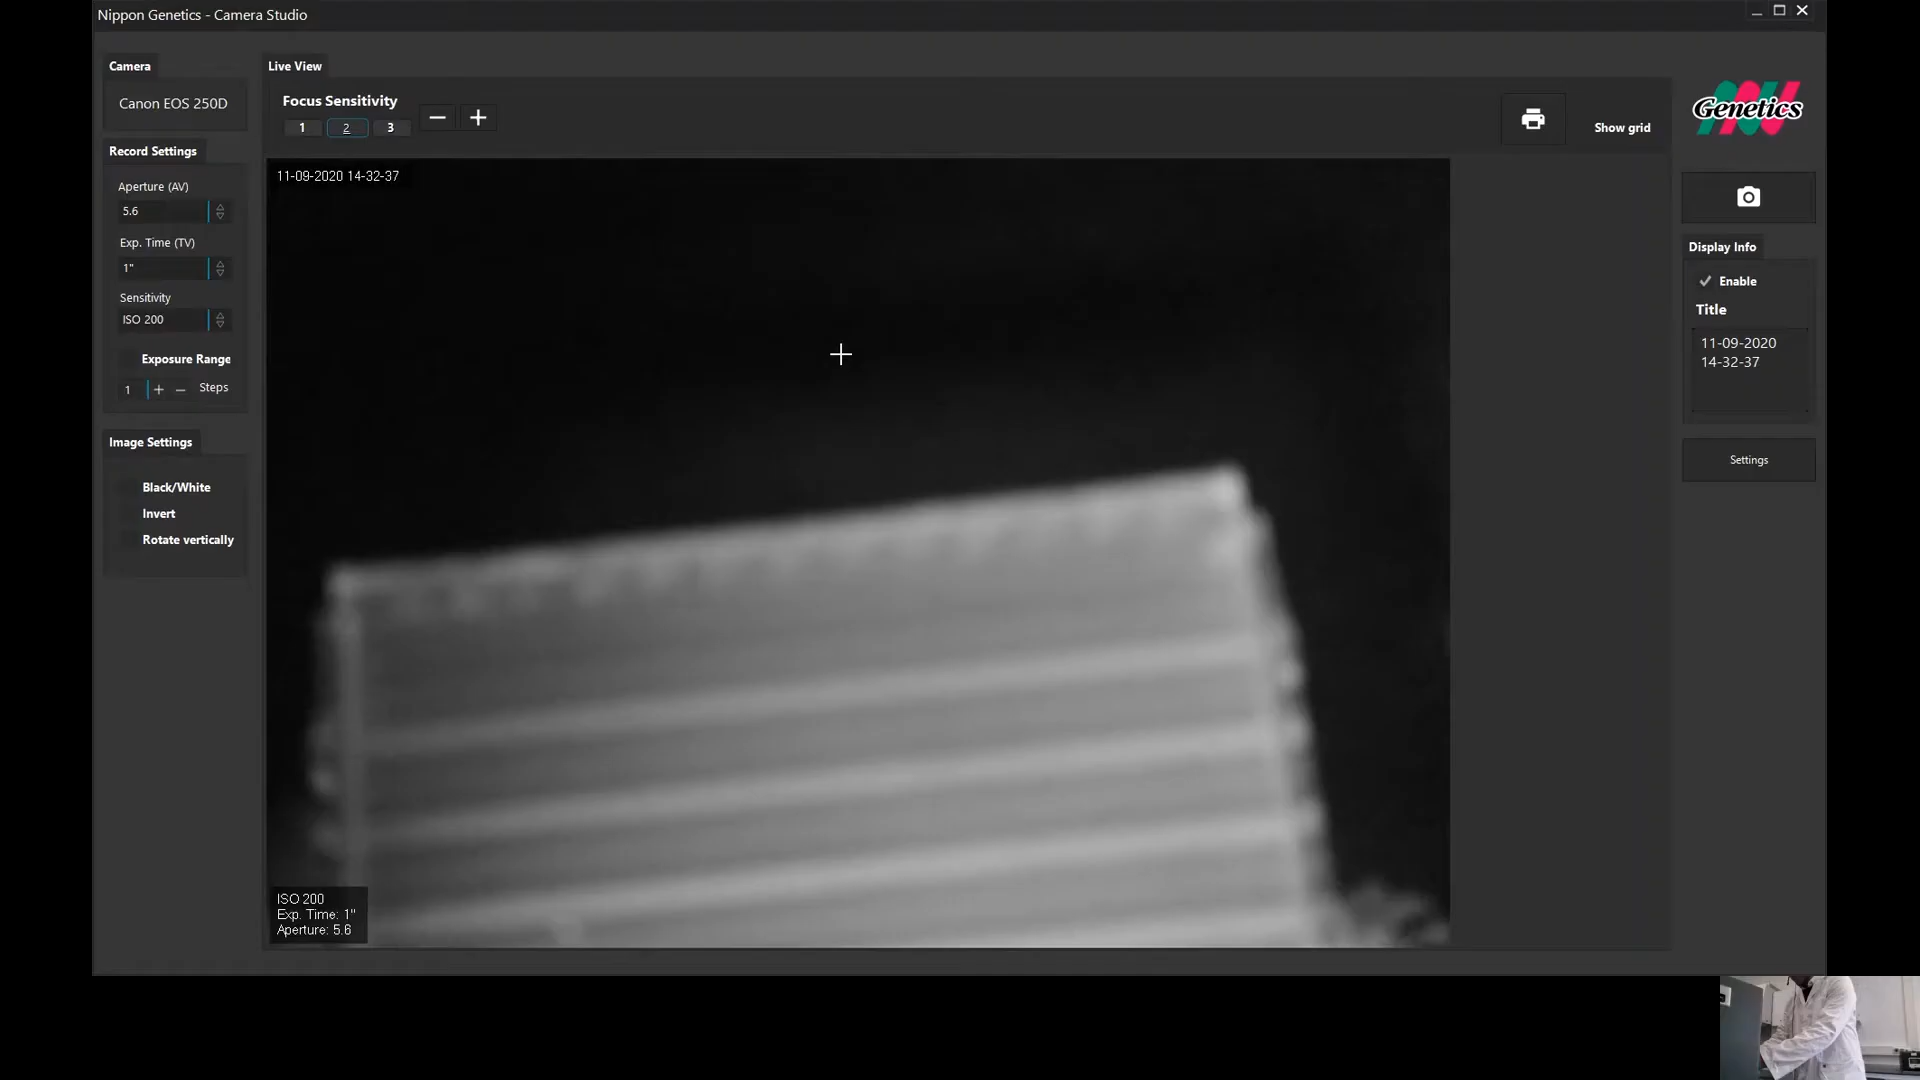 Nippon Genetics - Camera Studio
Camera
Canon EOS 250D
Record Settings
Aperture (AV)
5.6
Exp. Time (TV)
1"
Sensitivity
ISO 200
Exposure Range
1 + − Steps
Image Settings
Black/White
Invert
Rotate vertically
Live View
Focus Sensitivity
1 2 3 − +
Show grid
11-09-2020 14-32-37
ISO 200
Exp. Time: 1"
Aperture: 5.6
Genetics
Display Info
Enable
Title
11-09-2020
14-32-37
Settings